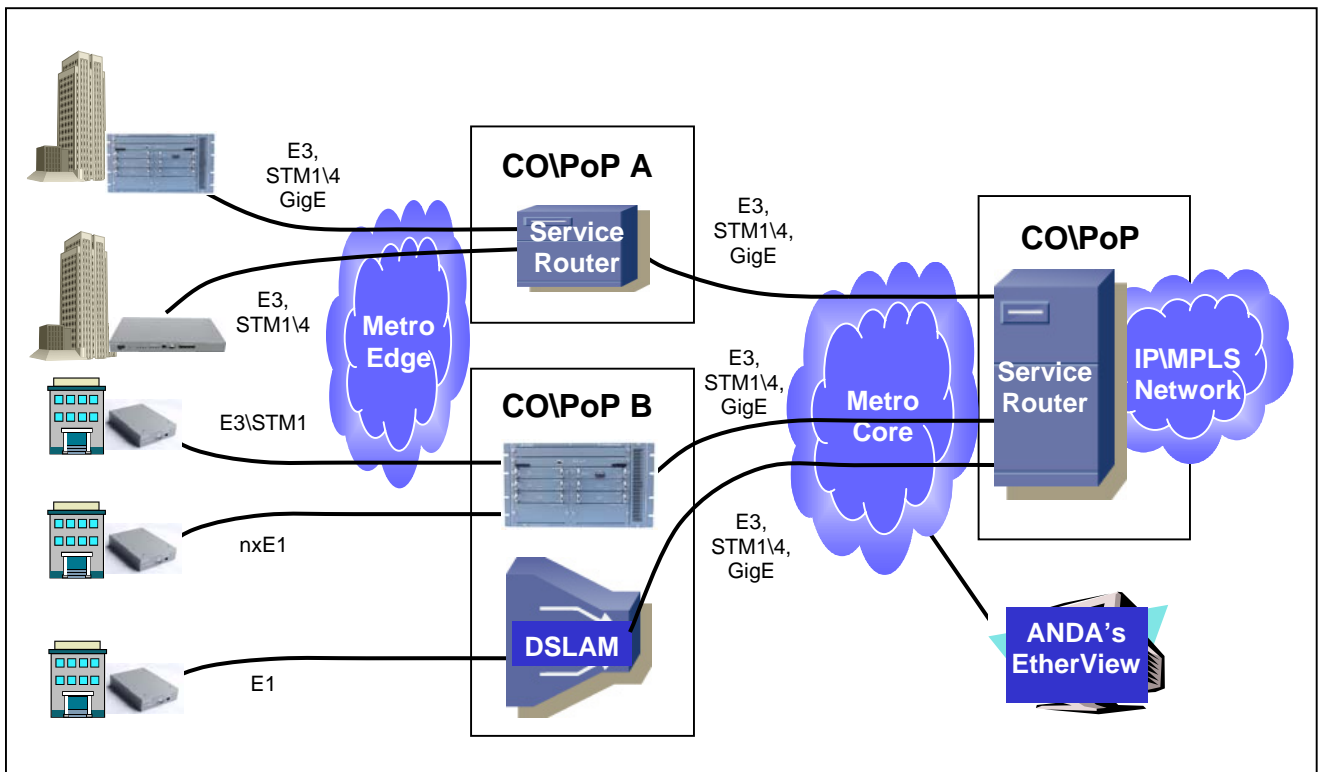 E3,
STM1\4
GigE
CO\PoP A
Service
Router
E3,
STM1\4,
GigE
CO\PoP
E3,
STM1\4
Metro
Edge
Service
Router
IP\MPLS
Network
E3\STM1
CO\PoP B
E3,
STM1\4,
GigE
Metro
Core
nxE1
E3,
STM1\4,
GigE
DSLAM
E1
ANDA's
EtherView